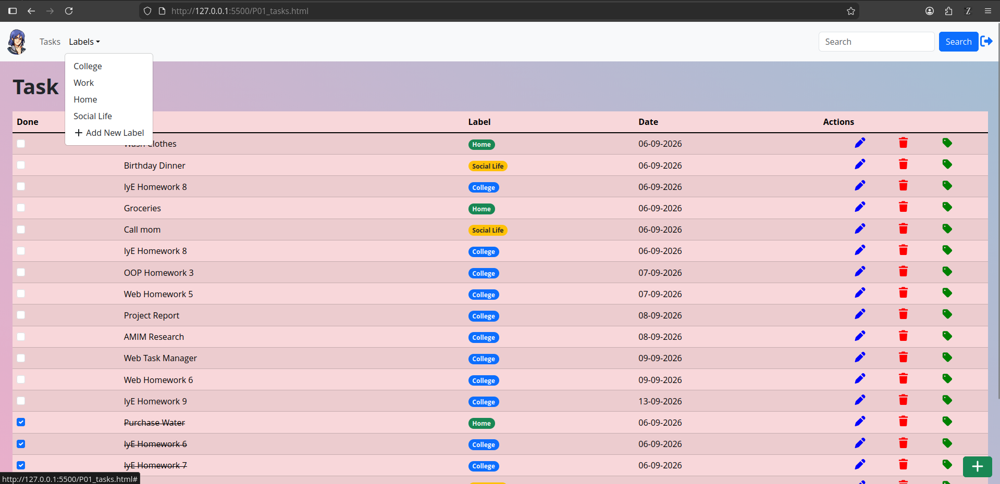 http://127.0.0.1:5500/P01_tasks.html
Tasks Labels Search Search
College
Work
Home
Social Life
Add New Label
Task
Done Label Date Actions
Wash Clothes Home 06-09-2026
Birthday Dinner Social Life 06-09-2026
IyE Homework 8 College 06-09-2026
Groceries Home 06-09-2026
Call mom Social Life 06-09-2026
IyE Homework 8 College 06-09-2026
OOP Homework 3 College 07-09-2026
Web Homework 5 College 07-09-2026
Project Report College 08-09-2026
AMIM Research College 08-09-2026
Web Task Manager College 09-09-2026
Web Homework 6 College 09-09-2026
IyE Homework 9 College 13-09-2026
Purchase Water Home 06-09-2026
IyE Homework 6 College 06-09-2026
IyE Homework 7 College 06-09-2026
http://127.0.0.1:5500/P01_tasks.html#